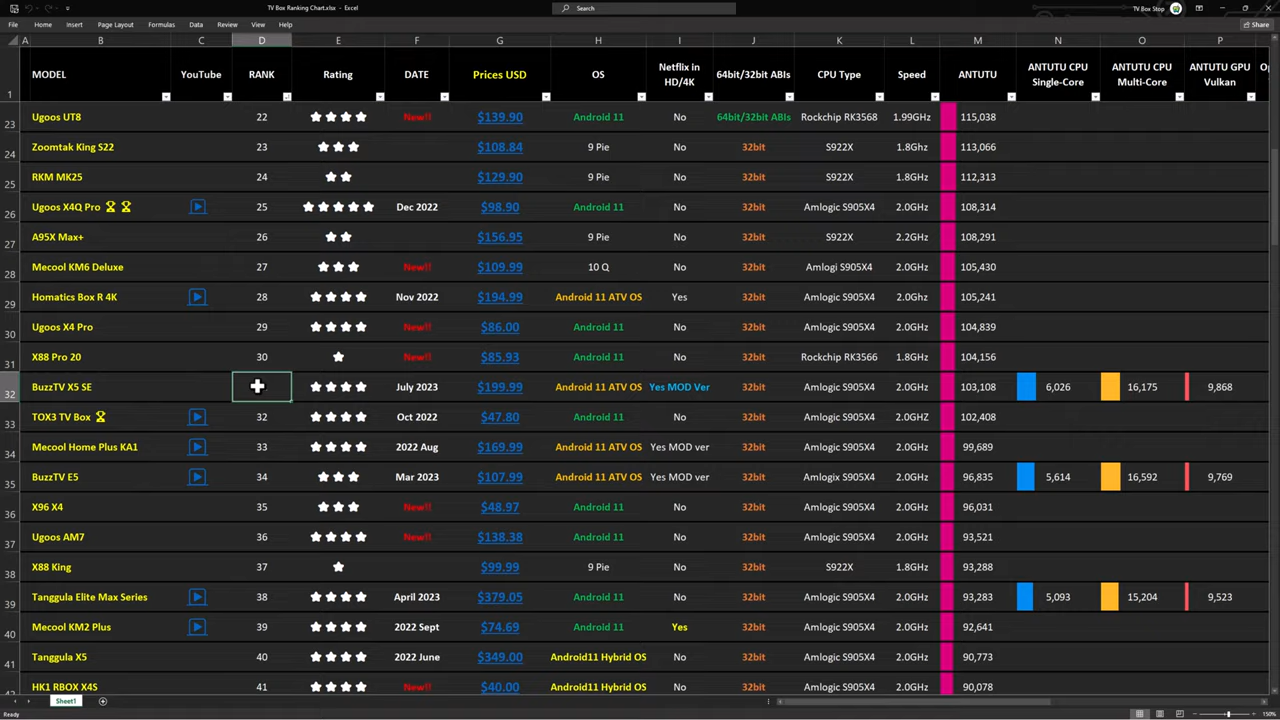 TV Box Ranking Chart.xlsx - Excel
Search
TV Box Stop
File Home Insert Page Layout Formulas Data Review View Help
Share
A B C D E F G H I J K L M N O P
1 MODEL YouTube RANK Rating DATE Prices USD OS Netflix in HD/4K 64bit/32bit ABIs CPU Type Speed ANTUTU ANTUTU CPU Single-Core ANTUTU CPU Multi-Core ANTUTU GPU Vulkan
23 Ugoos UT8 22 New!! $139.90 Android 11 No 64bit/32bit ABIs Rockchip RK3568 1.99GHz 115,038
24 Zoomtak King S22 23 $108.84 9 Pie No 32bit S922X 1.8Ghz 113,066
25 RKM MK25 24 $129.90 9 Pie No 32bit S922X 1.8GHz 112,313
26 Ugoos X4Q Pro 25 Dec 2022 $98.90 Android 11 No 32bit Amlogic S905X4 2.0GHz 108,314
27 A95X Max+ 26 $156.95 9 Pie No 32bit S922X 2.2GHz 108,291
28 Mecool KM6 Deluxe 27 New!! $109.99 10 Q No 32bit Amlogi S905X4 2.0GHz 105,430
29 Homatics Box R 4K 28 Nov 2022 $194.99 Android 11 ATV OS Yes 32bit Amlogic S905X4 2.0Ghz 105,241
30 Ugoos X4 Pro 29 New!! $86.00 Android 11 No 32bit Amlogic S905X4 2.0GHz 104,839
31 X88 Pro 20 30 New!! $85.93 Android 11 No 32bit Rockchip RK3566 1.8GHz 104,156
32 BuzzTV X5 SE July 2023 $199.99 Android 11 ATV OS Yes MOD Ver 32bit Amlogic S905X4 2.0GHz 103,108 6,026 16,175 9,868
33 TOX3 TV Box 32 Oct 2022 $47.80 Android 11 No 32bit Amlogic S905X4 2.0GHz 102,408
34 Mecool Home Plus KA1 33 2022 Aug $169.99 Android 11 ATV OS Yes MOD ver 32bit Amlogic S905X4 2.0GHz 99,689
35 BuzzTV E5 34 Mar 2023 $107.99 Android 11 ATV OS Yes MOD ver 32bit Amlogix S905X4 2.0GHz 96,835 5,614 16,592 9,769
X96 X4 35 New!! $48.97 Android 11 No 32bit Amlogic S905X4 2.0GHz 96,031
37 Ugoos AM7 36 New!! $138.38 Android 11 No 32bit Amlogic S905X4 2.0GHz 93,521
38 X88 King 37 $99.99 9 Pie No 32bit S922X 1.8GHz 93,288
39 Tanggula Elite Max Series 38 April 2023 $379.05 Android 11 No 32bit Amlogic S905X4 2.0GHz 93,283 5,093 15,204 9,523
40 Mecool KM2 Plus 39 2022 Sept $74.69 Android 11 Yes 32bit Amlogic S905X4 2.0GHz 92,641
41 Tanggula X5 40 2022 June $349.00 Android11 Hybrid OS No 32bit Amlogic S905X4 2.0GHz 90,773
HK1 RBOX X4S 41 New!! $40.00 Android11 Hybrid OS No 32bit Amlogic S905X4 2.0GHz 90,078
Sheet1
Ready
150%